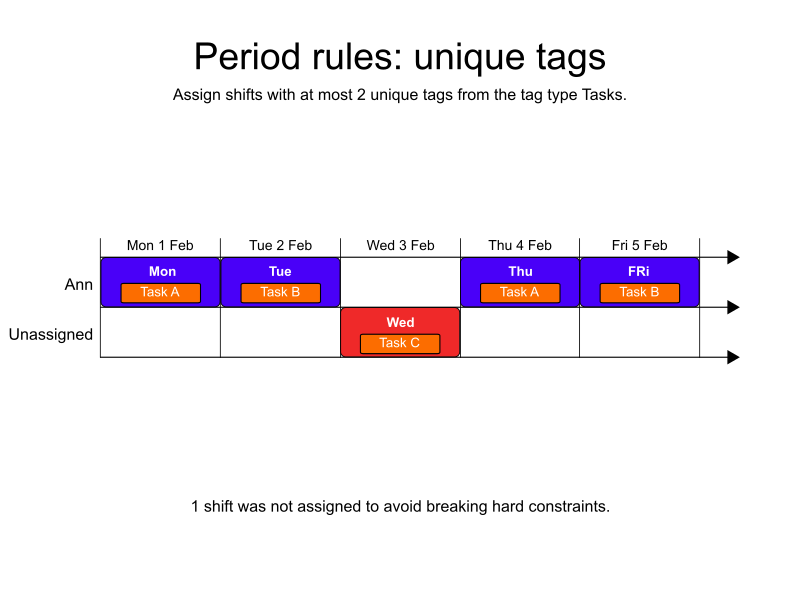 Period rules: unique tags
Assign shifts with at most 2 unique tags from the tag type Tasks.
Mon 1 Feb Tue 2 Feb Wed 3 Feb Thu 4 Feb Fri 5 Feb
Ann
Mon Tue Thu FRi
Task A Task B Task A Task B
Unassigned
Wed
Task C
1 shift was not assigned to avoid breaking hard constraints.